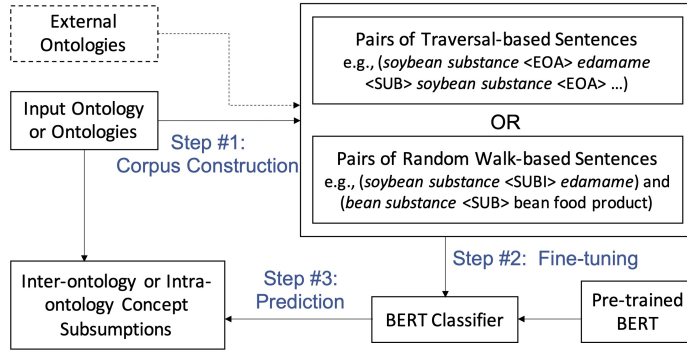 External
Ontologies
Pairs of Traversal-based Sentences
e.g., (soybean substance <EOA> edamame
<SUB> soybean substance <EOA> ...)
Input Ontology
or Ontologies
Step #1:
Corpus Construction
OR
Pairs of Random Walk-based Sentences
e.g., (soybean substance <SUBI> edamame) and
(bean substance <SUB> bean food product)
Step #2: Fine-tuning
Inter-ontology or Intra-
ontology Concept
Subsumptions
Step #3:
Prediction
BERT Classifier
Pre-trained
BERT